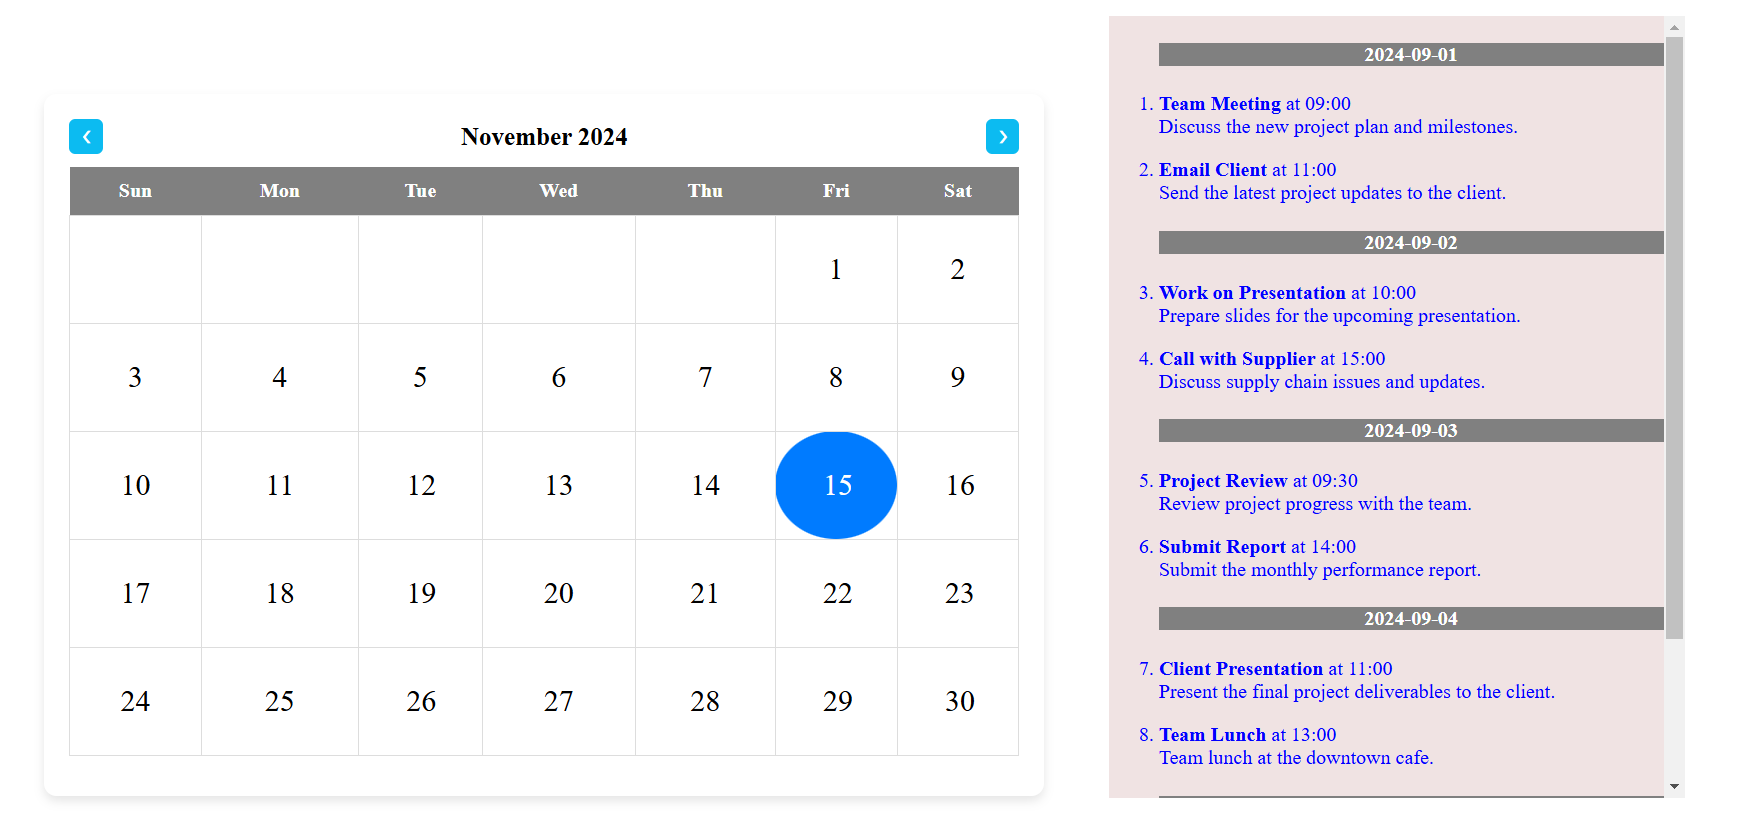 ‹ November 2024 ›
Sun Mon Tue Wed Thu Fri Sat
1 2
3 4 5 6 7 8 9
10 11 12 13 14 15 16
17 18 19 20 21 22 23
24 25 26 27 28 29 30
2024-09-01
1. Team Meeting at 09:00
Discuss the new project plan and milestones.
2. Email Client at 11:00
Send the latest project updates to the client.
2024-09-02
3. Work on Presentation at 10:00
Prepare slides for the upcoming presentation.
4. Call with Supplier at 15:00
Discuss supply chain issues and updates.
2024-09-03
5. Project Review at 09:30
Review project progress with the team.
6. Submit Report at 14:00
Submit the monthly performance report.
2024-09-04
7. Client Presentation at 11:00
Present the final project deliverables to the client.
8. Team Lunch at 13:00
Team lunch at the downtown cafe.